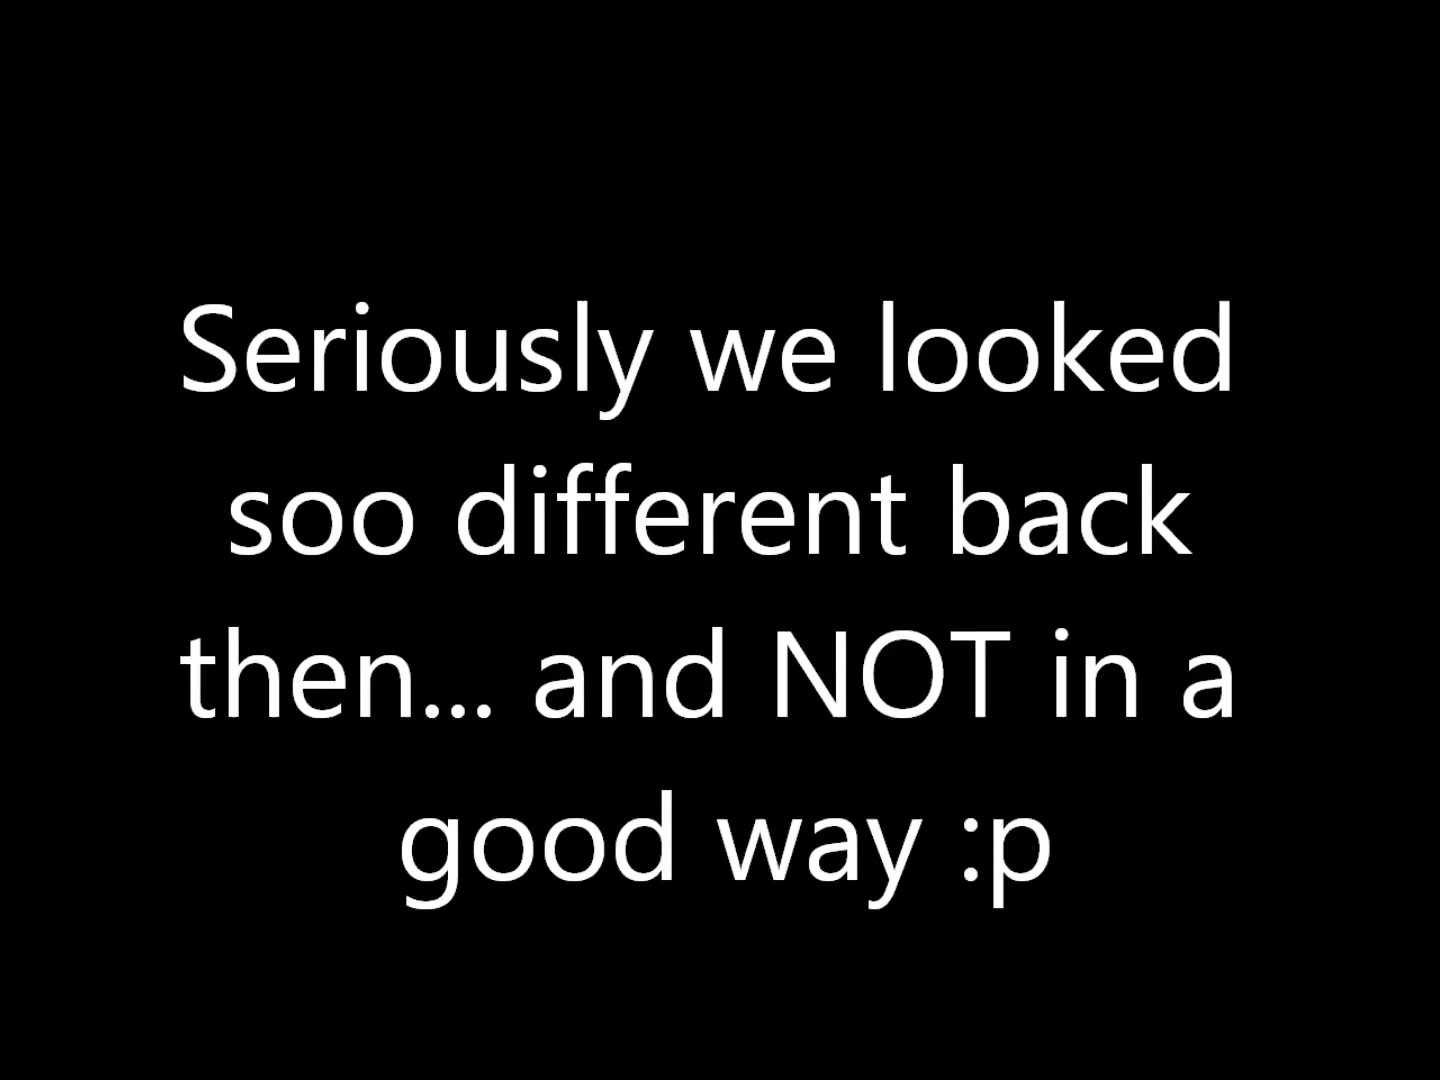 Seriously we looked
soo different back
then... and NOT in a
good way :p